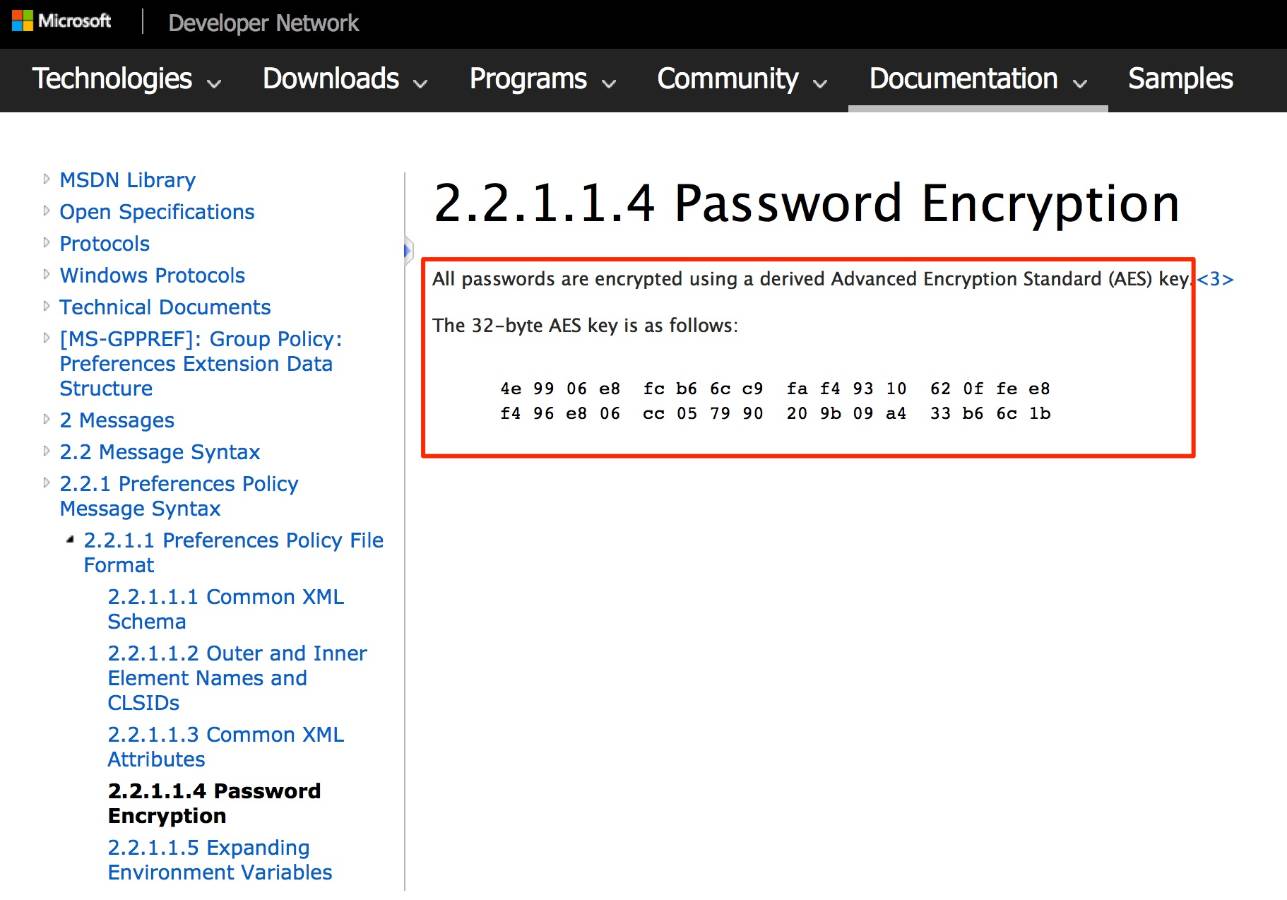 Microsoft Developer Network
Technologies Downloads Programs Community Documentation Samples
MSDN Library
Open Specifications
Protocols
Windows Protocols
Technical Documents
[MS-GPPREF]: Group Policy:
Preferences Extension Data
Structure
2 Messages
2.2 Message Syntax
2.2.1 Preferences Policy
Message Syntax
2.2.1.1 Preferences Policy File
Format
2.2.1.1.1 Common XML
Schema
2.2.1.1.2 Outer and Inner
Element Names and
CLSIDs
2.2.1.1.3 Common XML
Attributes
2.2.1.1.4 Password
Encryption
2.2.1.1.5 Expanding
Environment Variables
2.2.1.1.4 Password Encryption
All passwords are encrypted using a derived Advanced Encryption Standard (AES) key.<3>
The 32-byte AES key is as follows:
4e 99 06 e8 fc b6 6c c9 fa f4 93 10 62 0f fe e8
f4 96 e8 06 cc 05 79 90 20 9b 09 a4 33 b6 6c 1b